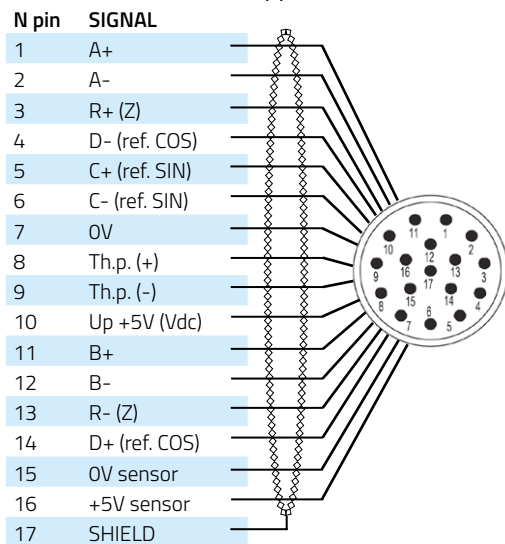 N pin SIGNAL
1 A+
2 A-
3 R+ (Z)
4 D- (ref. COS)
5 C+ (ref. SIN)
6 C- (ref. SIN)
7 0V
8 Th.p. (+)
9 Th.p. (-)
10 Up +5V (Vdc)
11 B+
12 B-
13 R- (Z)
14 D+ (ref. COS)
15 0V sensor
16 +5V sensor
17 SHIELD
11 1
10 12 2
9 16 13 3
17
8 15 14 4
7 6 5